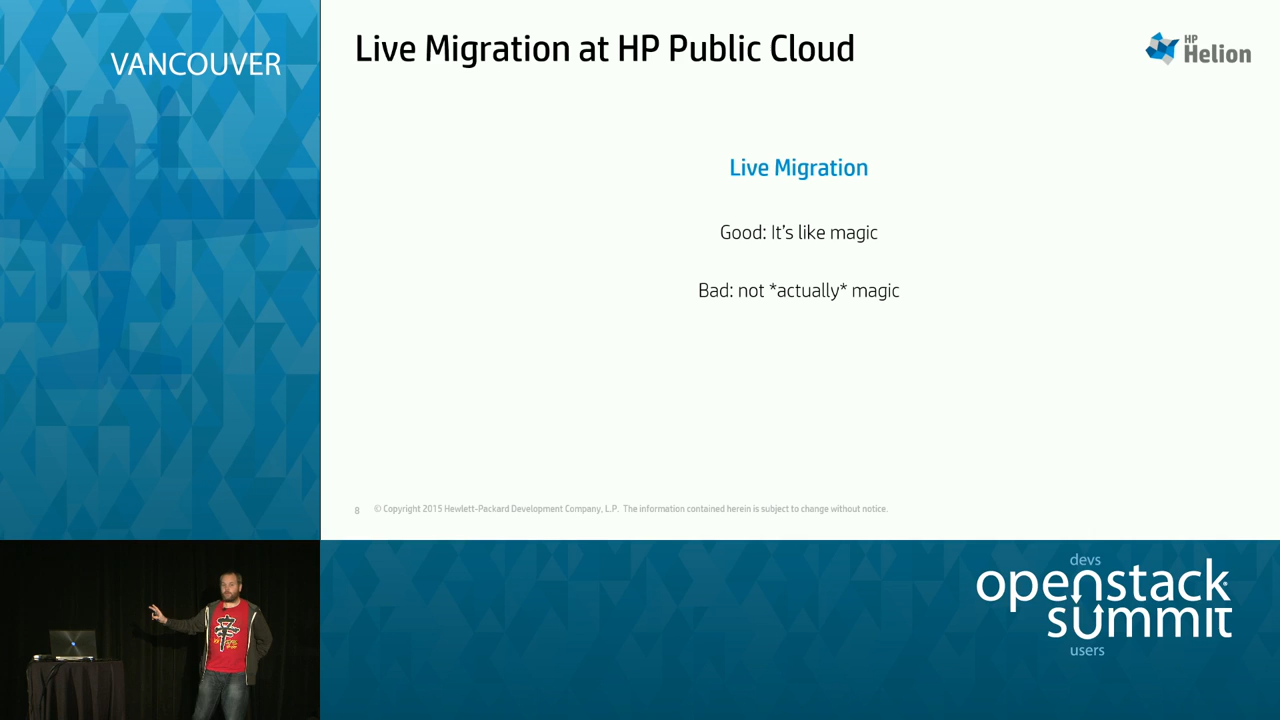 VANCOUVER
Live Migration at HP Public Cloud
HP
Helion
Live Migration
Good: It's like magic
Bad: not *actually* magic
8 © Copyright 2015 Hewlett-Packard Development Company, L.P. The information contained herein is subject to change without notice.
devs
openstack
summit
users